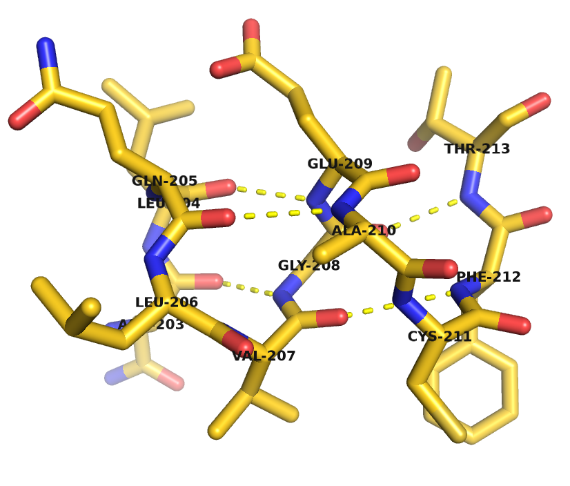 THR-213
GLU-209
GLN-205
ALA-210
GLY-208
PHE-212
LEU-206
CYS-211
VAL-207